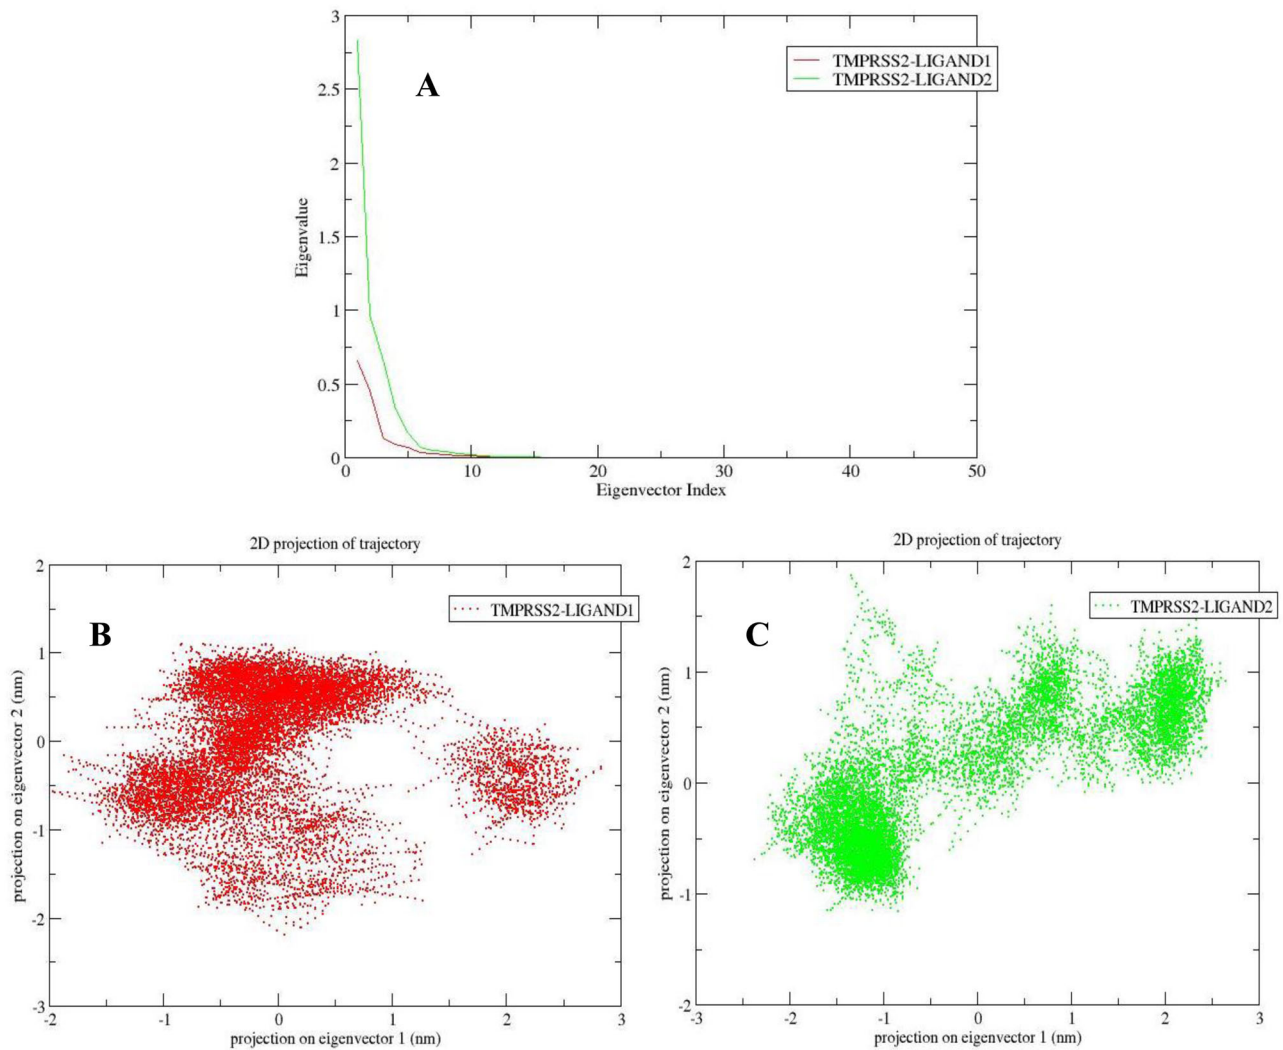 3
2.5
2
1.5
1
0.5
0
Eigenvalue
A
TMPRSS2-LIGAND1
TMPRSS2-LIGAND2
0 10 20 30 40 50
Eigenvector Index
2D projection of trajectory
B
TMPRSS2-LIGAND1
2
1
0
-1
-2
-3
projection on eigenvector 2 (nm)
-2 -1 0 1 2 3
projection on eigenvector 1 (nm)
2D projection of trajectory
C
TMPRSS2-LIGAND2
2
1
0
-1
-2
projection on eigenvector 2 (nm)
-3 -2 -1 0 1 2 3
projection on eigenvector 1 (nm)